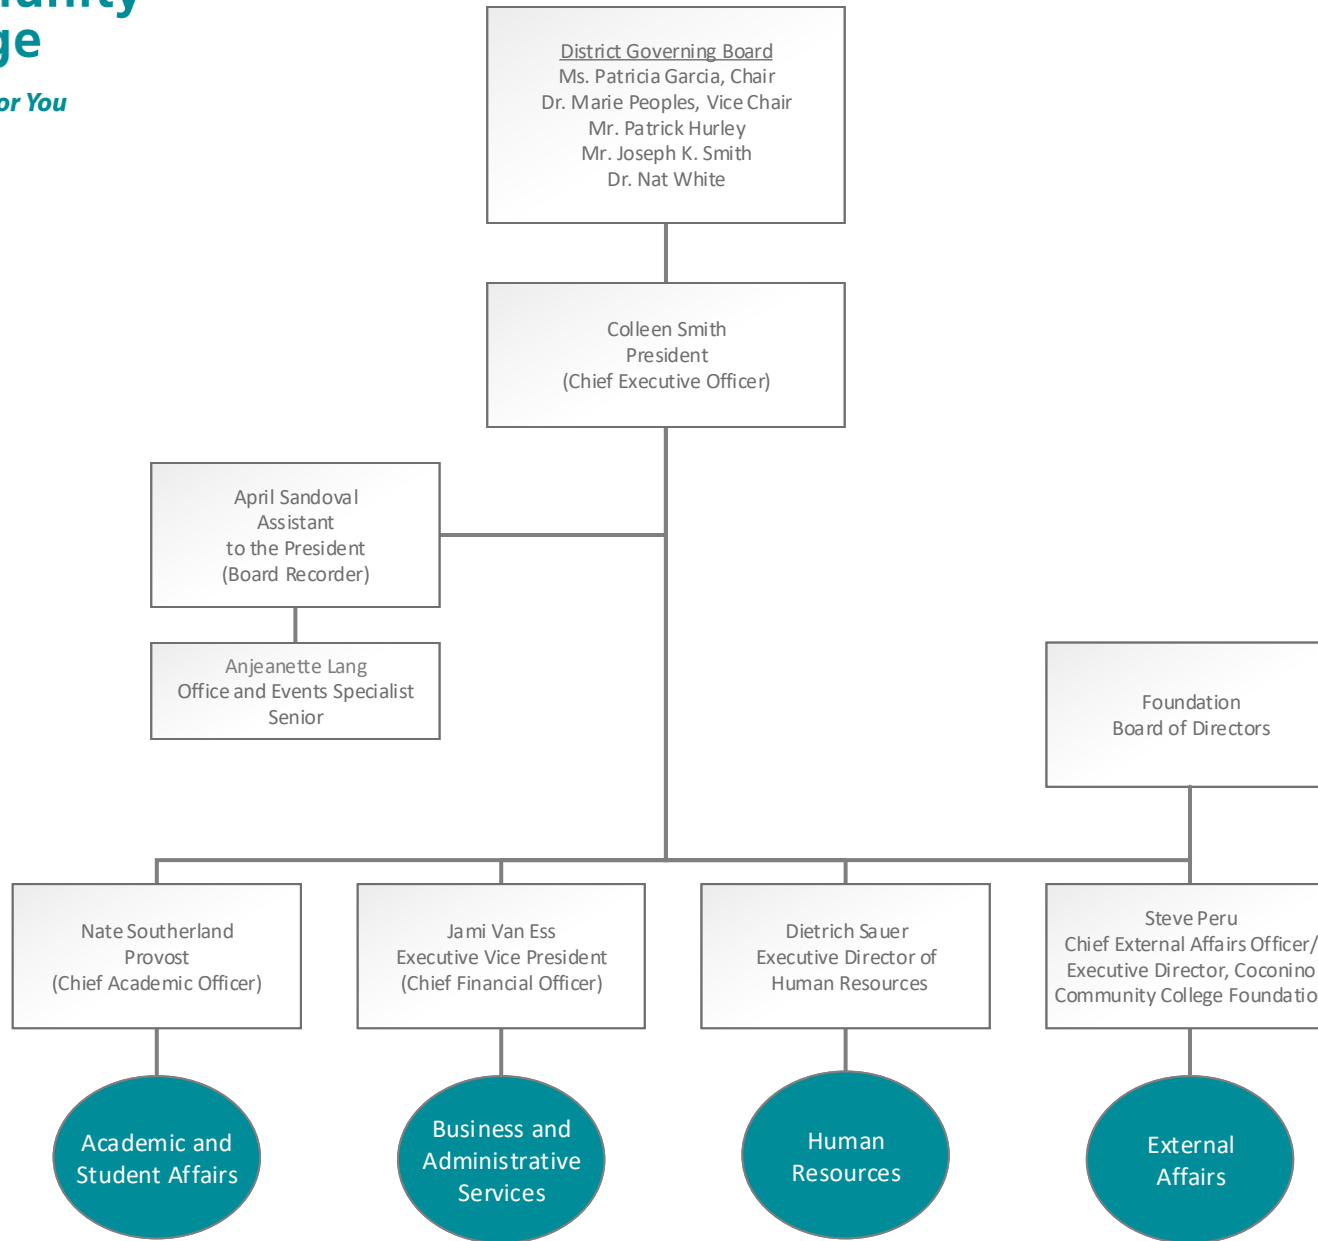 ge
or You
District Governing Board
Ms. Patricia Garcia, Chair
Dr. Marie Peoples, Vice Chair
Mr. Patrick Hurley
Mr. Joseph K. Smith
Dr. Nat White
Colleen Smith
President
(Chief Executive Officer)
April Sandoval
Assistant
to the President
(Board Recorder)
Anjeanette Lang
Office and Events Specialist
Senior
Foundation
Board of Directors
Nate Southerland
Provost
(Chief Academic Officer)
Jami Van Ess
Executive Vice President
(Chief Financial Officer)
Dietrich Sauer
Executive Director of
Human Resources
Steve Peru
Chief External Affairs Officer/
Executive Director, Coconino
Community College Foundatio
Academic and
Student Affairs
Business and
Administrative
Services
Human
Resources
External
Affairs